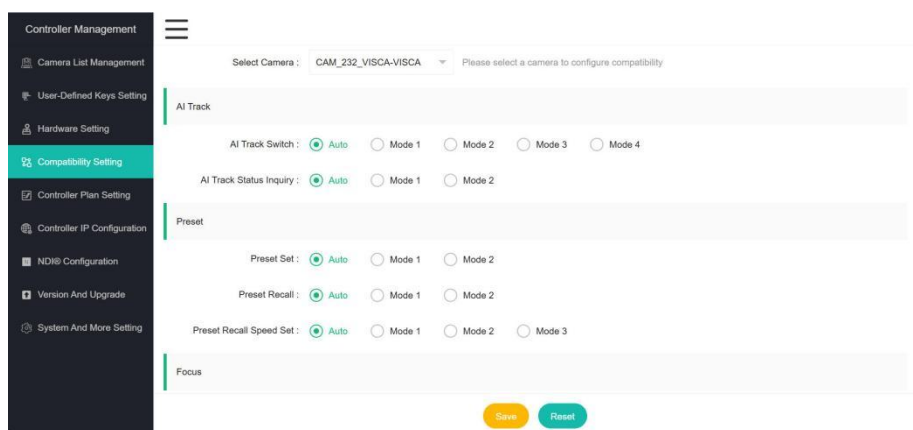 Controller Management
Camera List Management
User-Defined Keys Setting
Hardware Setting
Compatibility Setting
Controller Plan Setting
Controller IP Configuration
NDI® Configuration
Version And Upgrade
System And More Setting
Select Camera : CAM_232_VISCA-VISCA Please select a camera to configure compatibility
AI Track
AI Track Switch : Auto Mode 1 Mode 2 Mode 3 Mode 4
AI Track Status Inquiry : Auto Mode 1 Mode 2
Preset
Preset Set : Auto Mode 1 Mode 2
Preset Recall : Auto Mode 1 Mode 2
Preset Recall Speed Set : Auto Mode 1 Mode 2 Mode 3
Focus
Save Reset